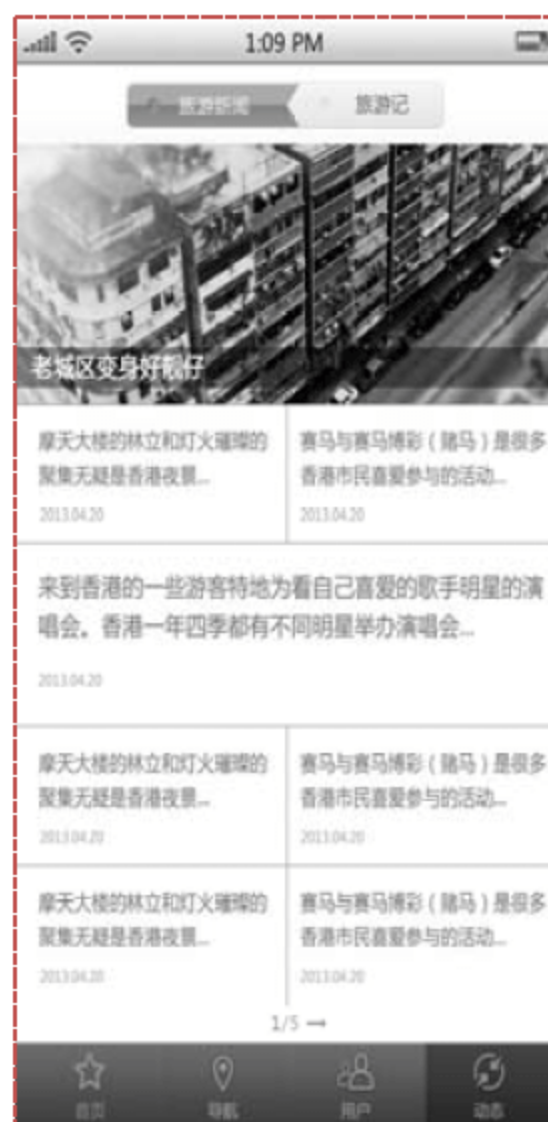 1:09 PM
旅游新闻
旅游记
老城区变身好靓仔
摩天大楼的林立和灯火璀璨的
聚集无疑是香港夜景...
2013.04.20
赛马与赛马博彩（赌马）是很多
香港市民喜爱参与的活动...
2013.04.20
来到香港的一些游客特地为看自己喜爱的歌手明星的演
唱会。香港一年四季都有不同明星举办演唱会...
2013.04.20
摩天大楼的林立和灯火璀璨的
聚集无疑是香港夜景...
2013.04.20
赛马与赛马博彩（赌马）是很多
香港市民喜爱参与的活动...
2013.04.20
摩天大楼的林立和灯火璀璨的
聚集无疑是香港夜景...
2013.04.20
赛马与赛马博彩（赌马）是很多
香港市民喜爱参与的活动...
2013.04.20
1/5 →
首页
导航
用户
动态